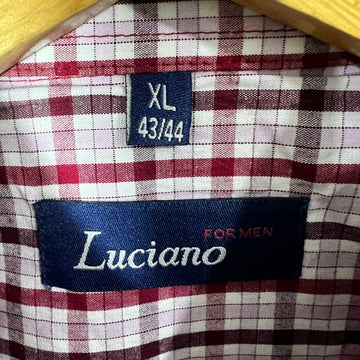 XL
43/44
FOR MEN
Luciano